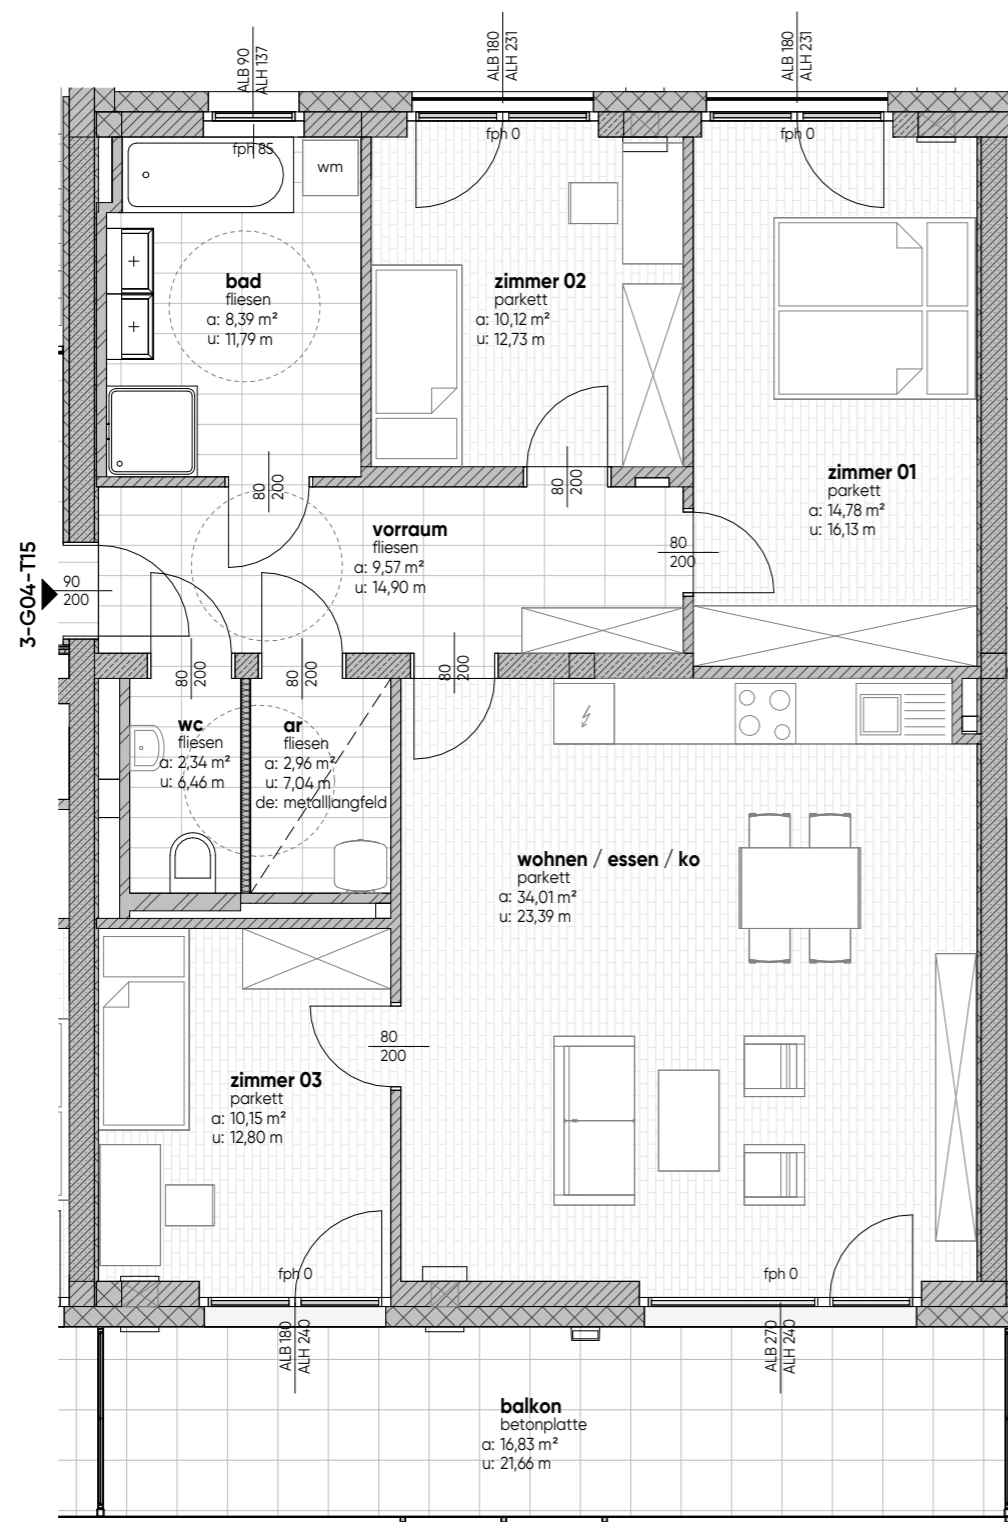 ALB 90
ALH 137
ALB 180
ALH 231
ALB 180
ALH 231
fph 85
fph 0
fph 0
wm
bad
fliesen
a: 8,39 m²
u: 11,79 m
zimmer 02
parkett
a: 10,12 m²
u: 12,73 m
zimmer 01
parkett
a: 14,78 m²
u: 16,13 m
80
200
80
200
vorraum
fliesen
a: 9,57 m²
u: 14,90 m
80
200
3-G04-T15
90
200
80
200
80
200
80
200
wc
fliesen
a: 2,34 m²
u: 6,46 m
ar
fliesen
a: 2,96 m²
u: 7,04 m
de: metalllangfeld
wohnen / essen / ko
parkett
a: 34,01 m²
u: 23,39 m
80
200
zimmer 03
parkett
a: 10,15 m²
u: 12,80 m
fph 0
fph 0
ALB 180
ALH 240
ALB 270
ALH 240
balkon
betonplatte
a: 16,83 m²
u: 21,66 m